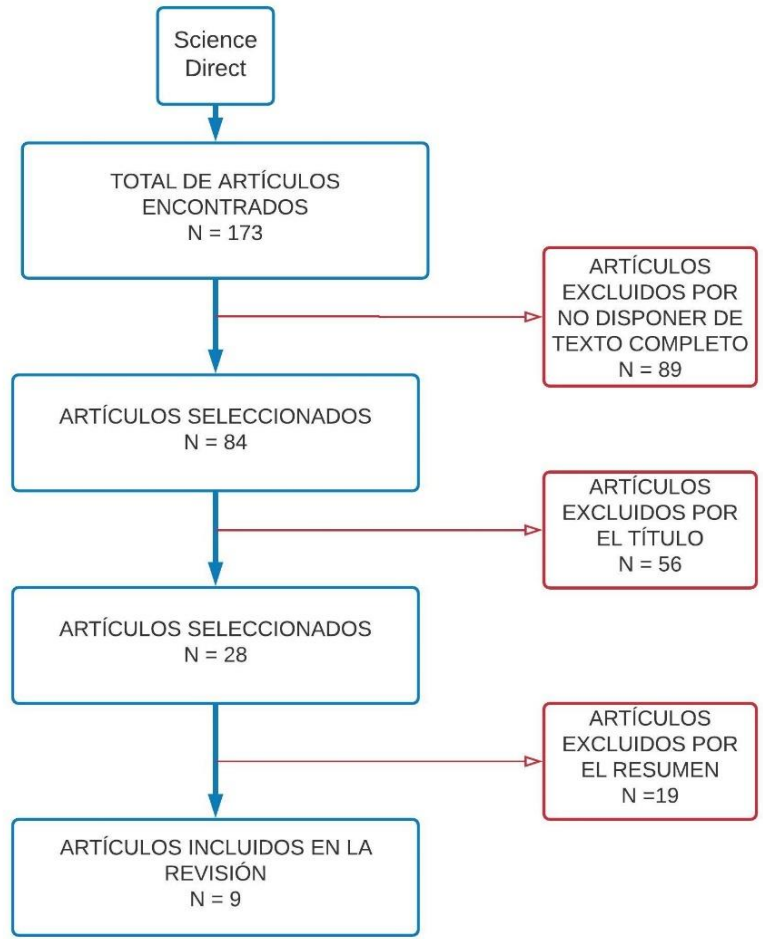 Science
Direct
TOTAL DE ARTÍCULOS
ENCONTRADOS
N = 173
ARTÍCULOS
EXCLUIDOS POR
NO DISPONER DE
TEXTO COMPLETO
N = 89
ARTÍCULOS SELECCIONADOS
N = 84
ARTÍCULOS
EXCLUIDOS POR
EL TÍTULO
N = 56
ARTÍCULOS SELECCIONADOS
N = 28
ARTÍCULOS
EXCLUIDOS POR
EL RESUMEN
N =19
ARTÍCULOS INCLUIDOS EN LA
REVISIÓN
N = 9